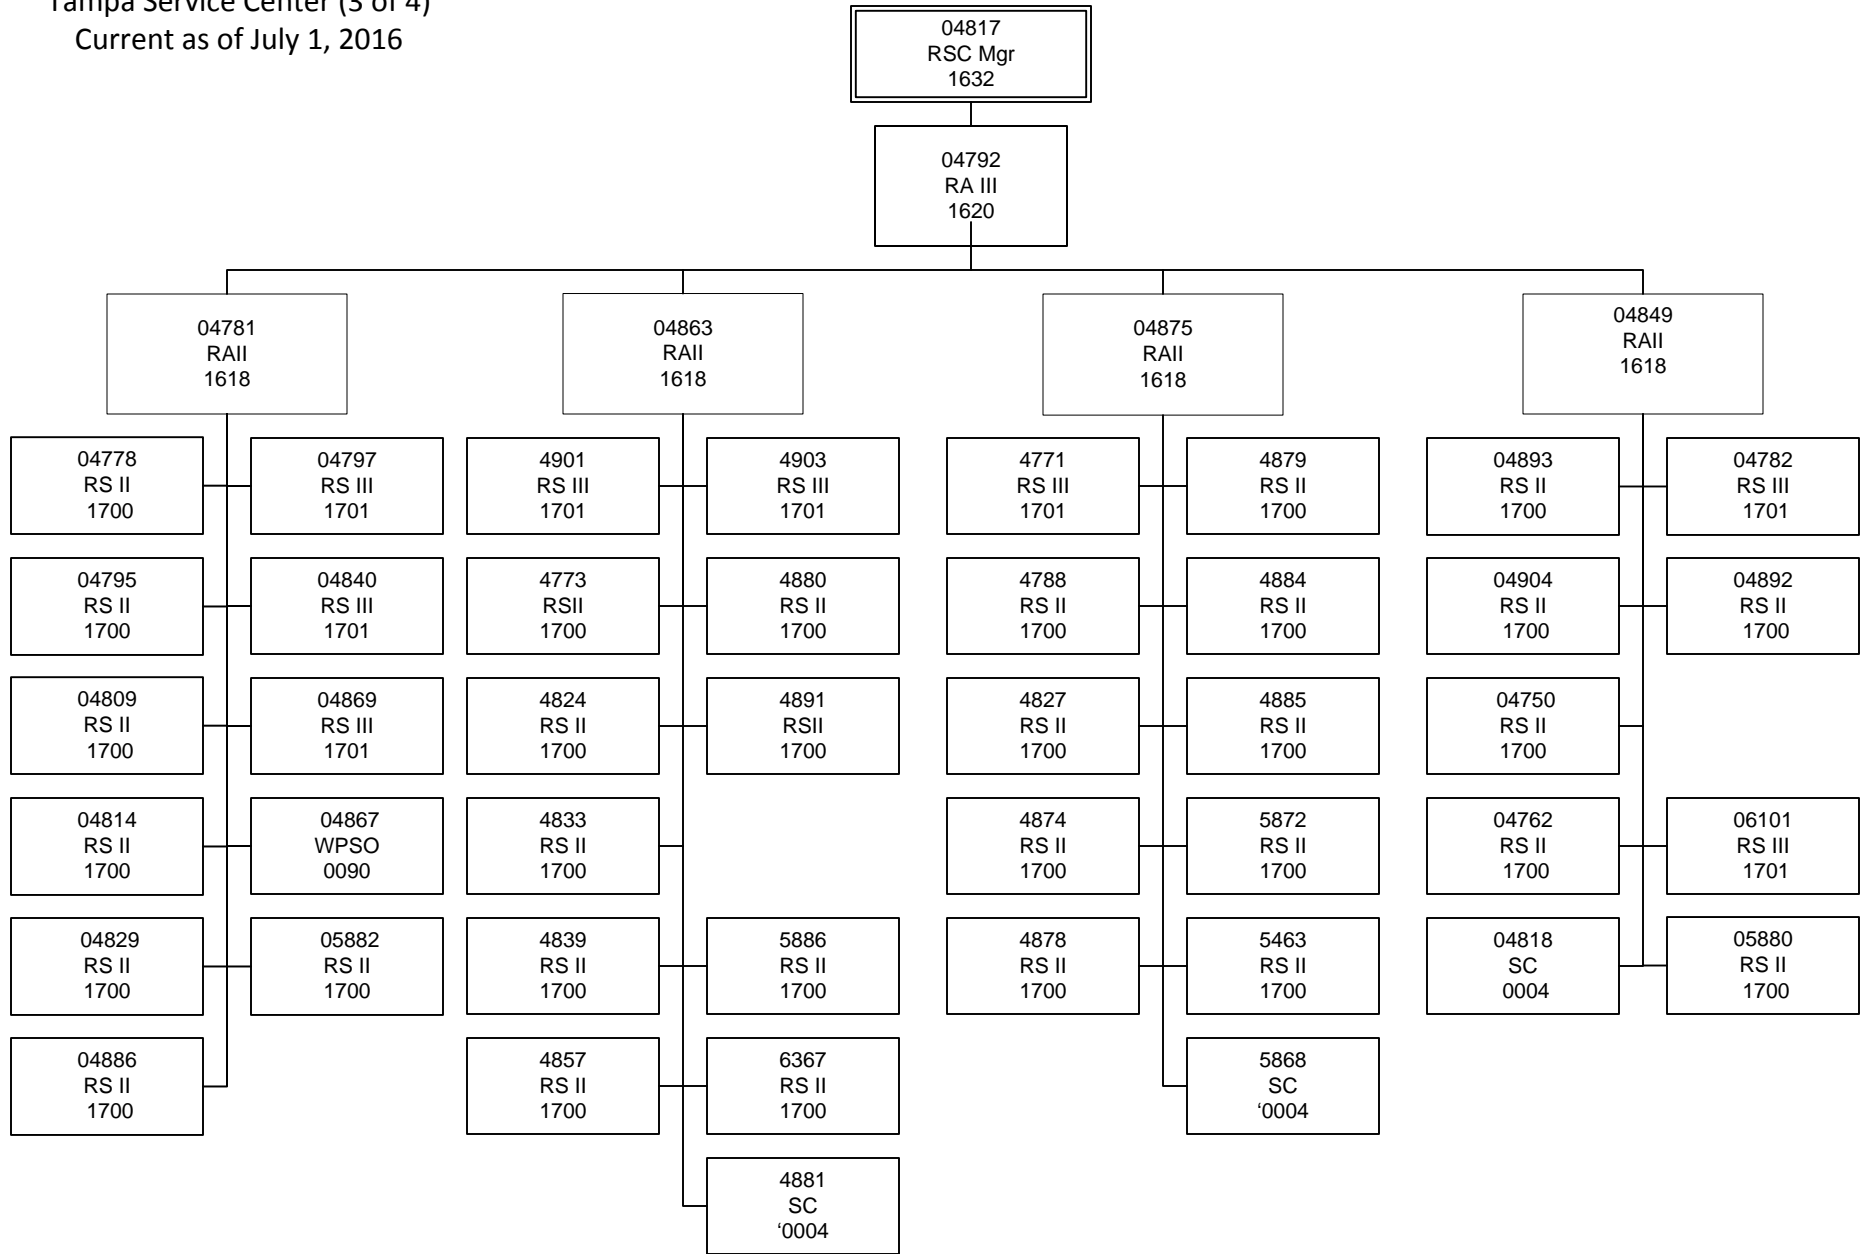 Tampa Service Center (3 of 4)
Current as of July 1, 2016
04817
RSC Mgr
1632
04792
RA III
1620
04781
RAII
1618
04863
RAII
1618
04875
RAII
1618
04849
RAII
1618
04778
RS II
1700
04797
RS III
1701
4901
RS III
1701
4903
RS III
1701
4771
RS III
1701
4879
RS II
1700
04893
RS II
1700
04782
RS III
1701
04795
RS II
1700
04840
RS III
1701
4773
RSII
1700
4880
RS II
1700
4788
RS II
1700
4884
RS II
1700
04904
RS II
1700
04892
RS II
1700
04809
RS II
1700
04869
RS III
1701
4824
RS II
1700
4891
RSII
1700
4827
RS II
1700
4885
RS II
1700
04750
RS II
1700
04814
RS II
1700
04867
WPSO
0090
4833
RS II
1700
4874
RS II
1700
5872
RS II
1700
04762
RS II
1700
06101
RS III
1701
04829
RS II
1700
05882
RS II
1700
4839
RS II
1700
5886
RS II
1700
4878
RS II
1700
5463
RS II
1700
04818
SC
0004
05880
RS II
1700
04886
RS II
1700
4857
RS II
1700
6367
RS II
1700
5868
SC
‘0004
4881
SC
‘0004